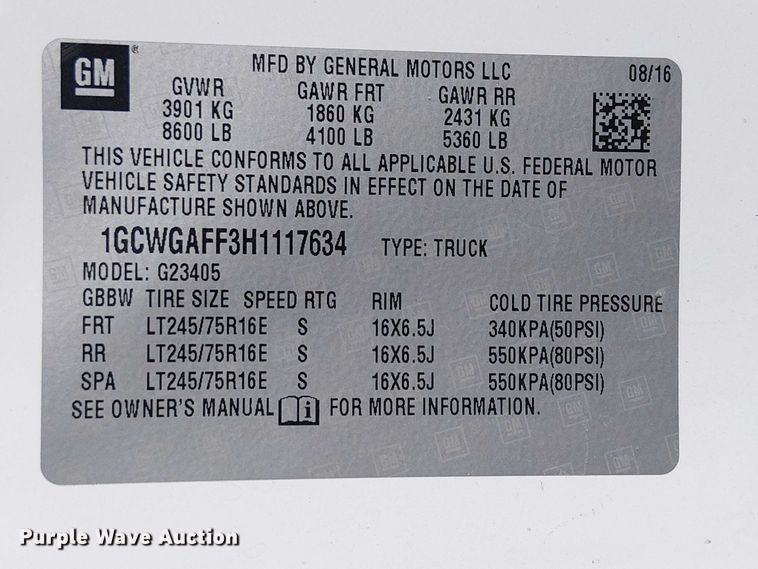 GM
MFD BY GENERAL MOTORS LLC 08/16
GVWR GAWR FRT GAWR RR
3901 KG 1860 KG 2431 KG
8600 LB 4100 LB 5360 LB
THIS VEHICLE CONFORMS TO ALL APPLICABLE U.S. FEDERAL MOTOR
VEHICLE SAFETY STANDARDS IN EFFECT ON THE DATE OF
MANUFACTURE SHOWN ABOVE.
1GCWGAFF3H1117634 TYPE: TRUCK
MODEL: G23405
GBBW TIRE SIZE SPEED RTG RIM COLD TIRE PRESSURE
FRT LT245/75R16E S 16X6.5J 340KPA(50PSI)
RR LT245/75R16E S 16X6.5J 550KPA(80PSI)
SPA LT245/75R16E S 16X6.5J 550KPA(80PSI)
SEE OWNER'S MANUAL i FOR MORE INFORMATION.
Purple Wave Auction